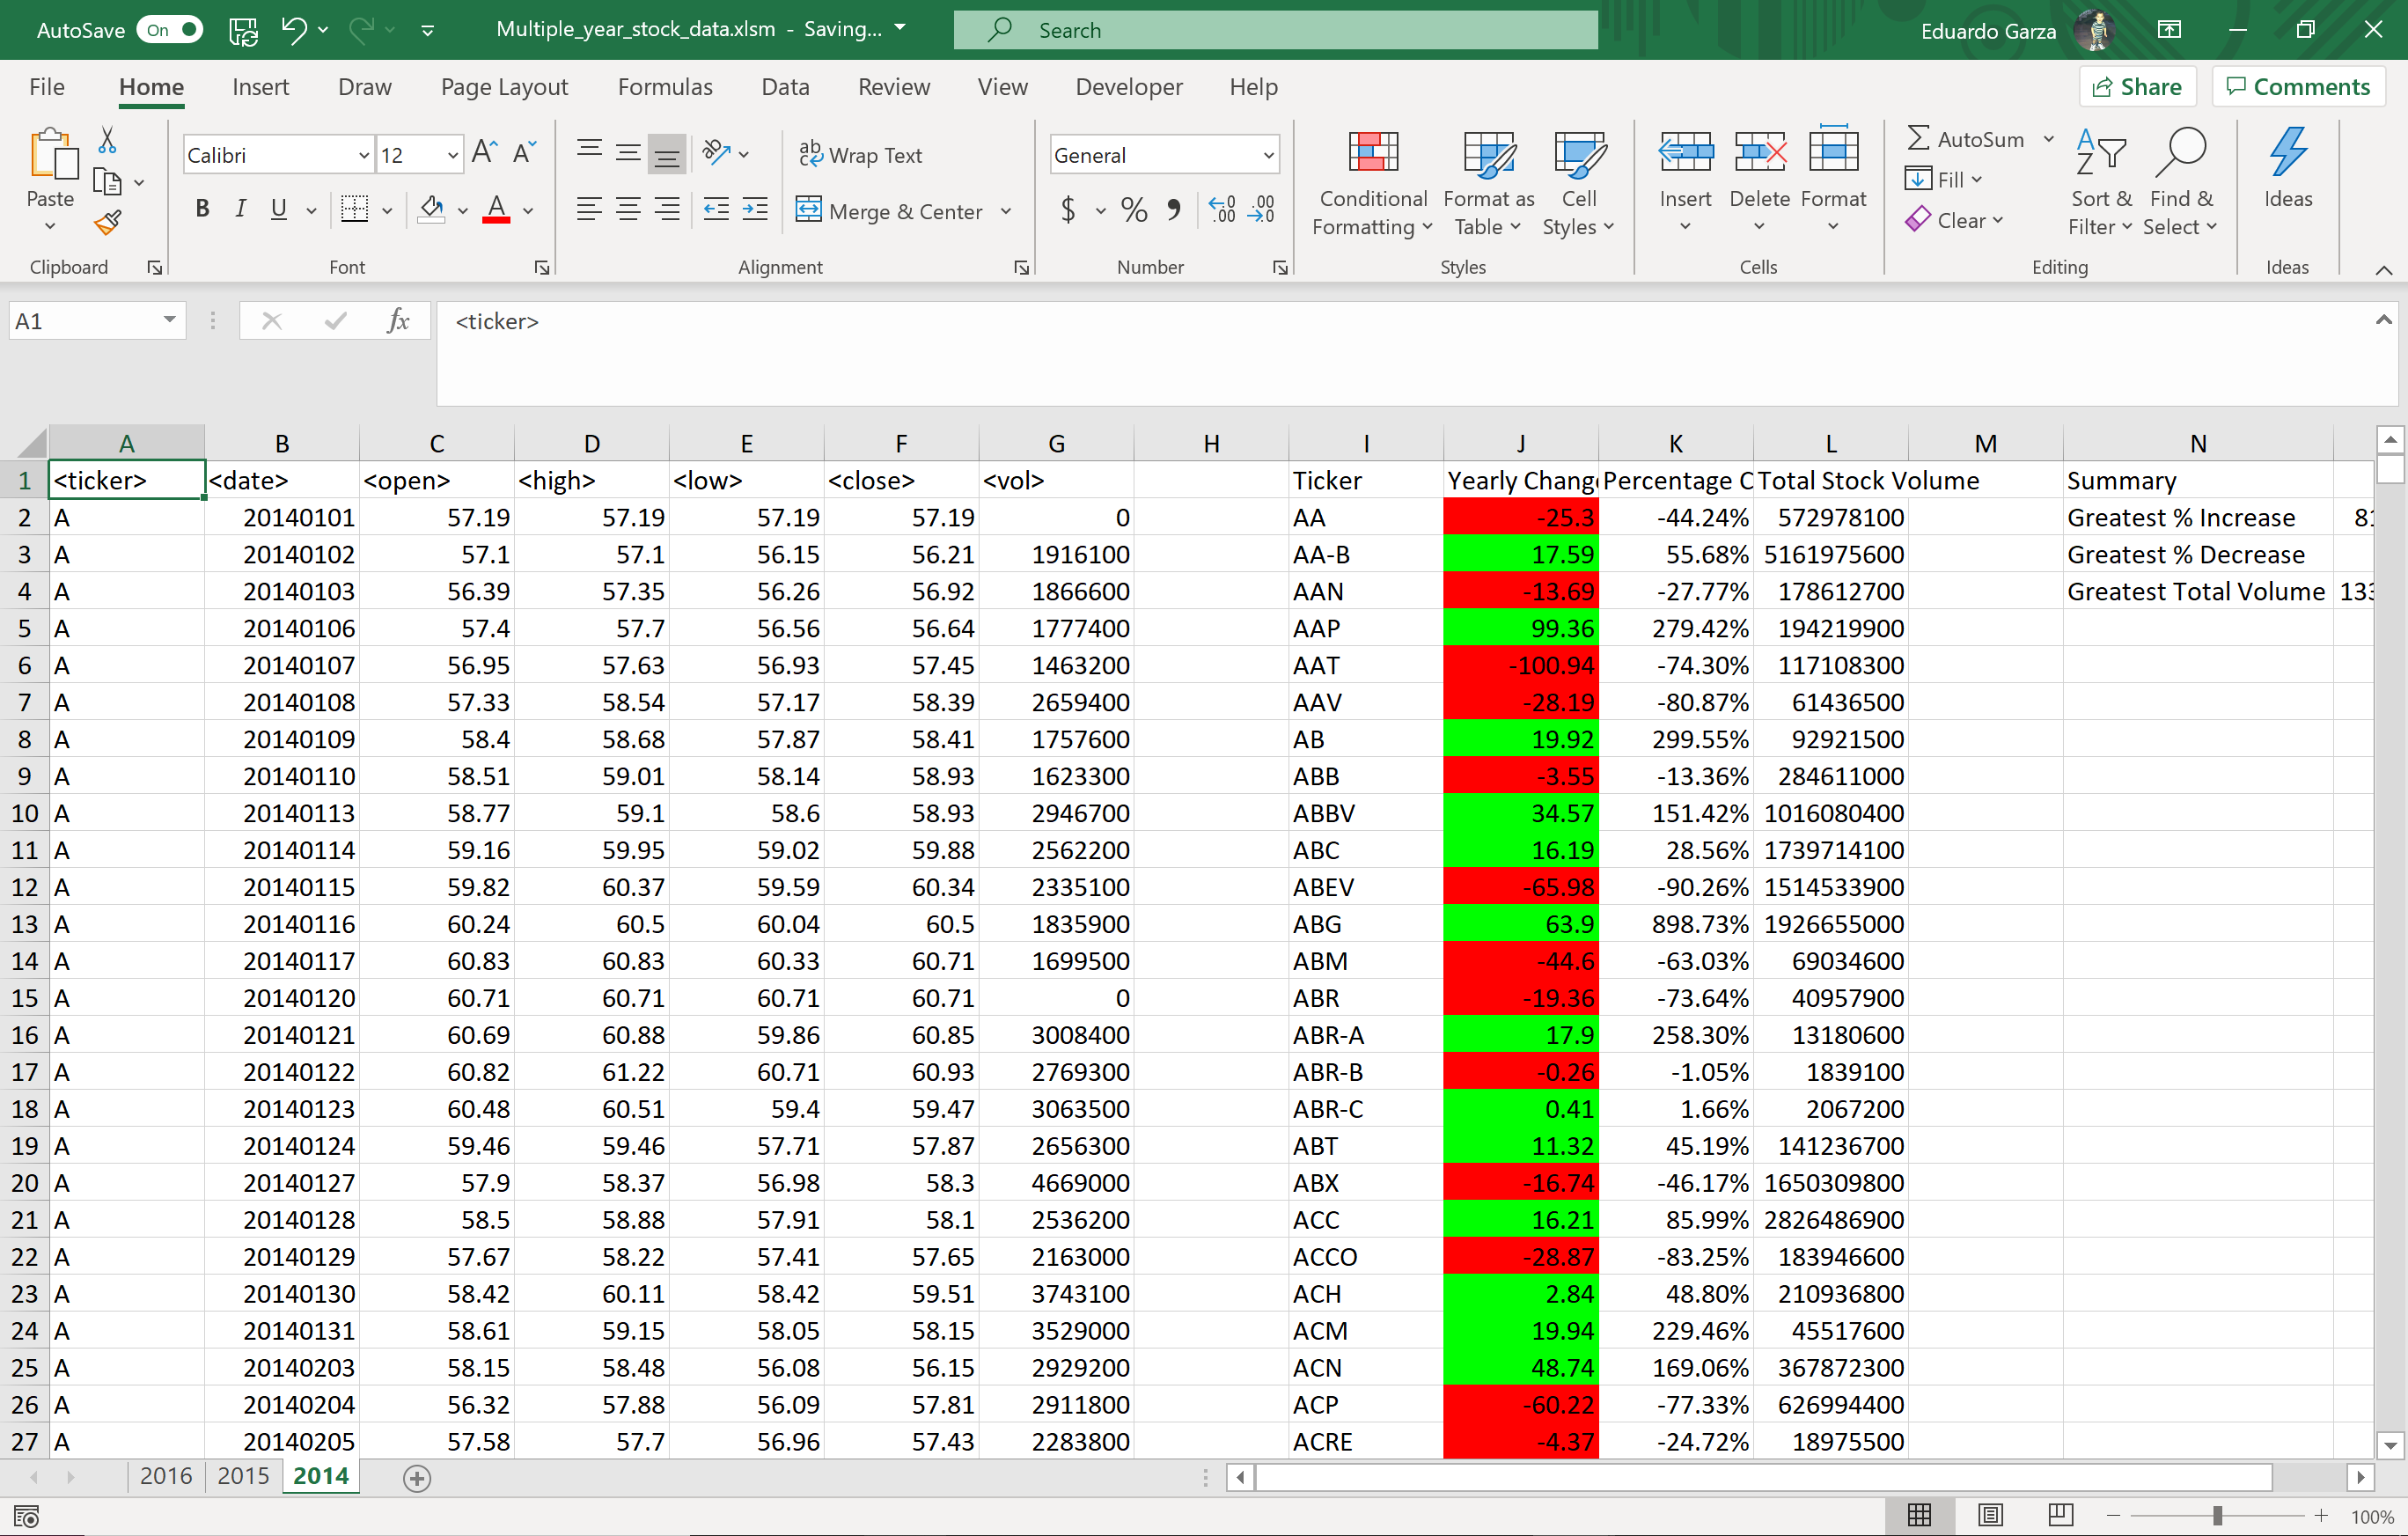 AutoSave On Multiple_year_stock_data.xlsm - Saving... Search Eduardo Garza
File Home Insert Draw Page Layout Formulas Data Review View Developer Help Share Comments
Paste Calibri 12 Wrap Text General Conditional Formatting Format as Table Cell Styles Insert Delete Format AutoSum Sort & Filter Find & Select Ideas
B I U A Merge & Center $ % Fill
Clear
Clipboard Font Alignment Number Styles Cells Editing Ideas
A1 fx <ticker>
A B C D E F G H I J K L M N
1 <ticker> <date> <open> <high> <low> <close> <vol> Ticker Yearly Chang Percentage C Total Stock Volume Summary
2 A 20140101 57.19 57.19 57.19 57.19 0 AA -25.3 -44.24% 572978100 Greatest % Increase 81
3 A 20140102 57.1 57.1 56.15 56.21 1916100 AA-B 17.59 55.68% 5161975600 Greatest % Decrease
4 A 20140103 56.39 57.35 56.26 56.92 1866600 AAN -13.69 -27.77% 178612700 Greatest Total Volume 133
5 A 20140106 57.4 57.7 56.56 56.64 1777400 AAP 99.36 279.42% 194219900
6 A 20140107 56.95 57.63 56.93 57.45 1463200 AAT -100.94 -74.30% 117108300
7 A 20140108 57.33 58.54 57.17 58.39 2659400 AAV -28.19 -80.87% 61436500
8 A 20140109 58.4 58.68 57.87 58.41 1757600 AB 19.92 299.55% 92921500
9 A 20140110 58.51 59.01 58.14 58.93 1623300 ABB -3.55 -13.36% 284611000
10 A 20140113 58.77 59.1 58.6 58.93 2946700 ABBV 34.57 151.42% 1016080400
11 A 20140114 59.16 59.95 59.02 59.88 2562200 ABC 16.19 28.56% 1739714100
12 A 20140115 59.82 60.37 59.59 60.34 2335100 ABEV -65.98 -90.26% 1514533900
13 A 20140116 60.24 60.5 60.04 60.5 1835900 ABG 63.9 898.73% 1926655000
14 A 20140117 60.83 60.83 60.33 60.71 1699500 ABM -44.6 -63.03% 69034600
15 A 20140120 60.71 60.71 60.71 60.71 0 ABR -19.36 -73.64% 40957900
16 A 20140121 60.69 60.88 59.86 60.85 3008400 ABR-A 17.9 258.30% 13180600
17 A 20140122 60.82 61.22 60.71 60.93 2769300 ABR-B -0.26 -1.05% 1839100
18 A 20140123 60.48 60.51 59.4 59.47 3063500 ABR-C 0.41 1.66% 2067200
19 A 20140124 59.46 59.46 57.71 57.87 2656300 ABT 11.32 45.19% 141236700
20 A 20140127 57.9 58.37 56.98 58.3 4669000 ABX -16.74 -46.17% 1650309800
21 A 20140128 58.5 58.88 57.91 58.1 2536200 ACC 16.21 85.99% 2826486900
22 A 20140129 57.67 58.22 57.41 57.65 2163000 ACCO -28.87 -83.25% 183946600
23 A 20140130 58.42 60.11 58.42 59.51 3743100 ACH 2.84 48.80% 210936800
24 A 20140131 58.61 59.15 58.05 58.15 3529000 ACM 19.94 229.46% 45517600
25 A 20140203 58.15 58.48 56.08 56.15 2929200 ACN 48.74 169.06% 367872300
26 A 20140204 56.32 57.88 56.09 57.81 2911800 ACP -60.22 -77.33% 626994400
27 A 20140205 57.58 57.7 56.96 57.43 2283800 ACRE -4.37 -24.72% 18975500
2016 2015 2014
100%